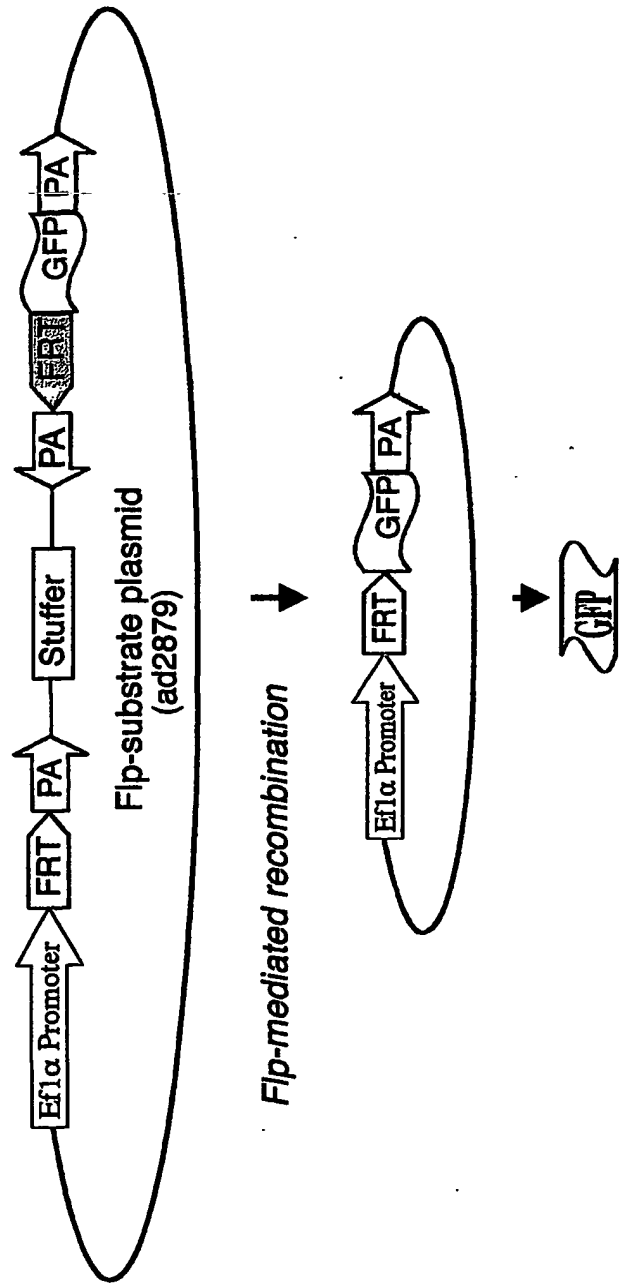 Ef1α Promoter
FRT
PA
Stuffer
PA
FRT
GFP
PA
Flp-substrate plasmid
(ad2879)
Flp-mediated recombination
Ef1α Promoter
FRT
GFP
PA
GFP